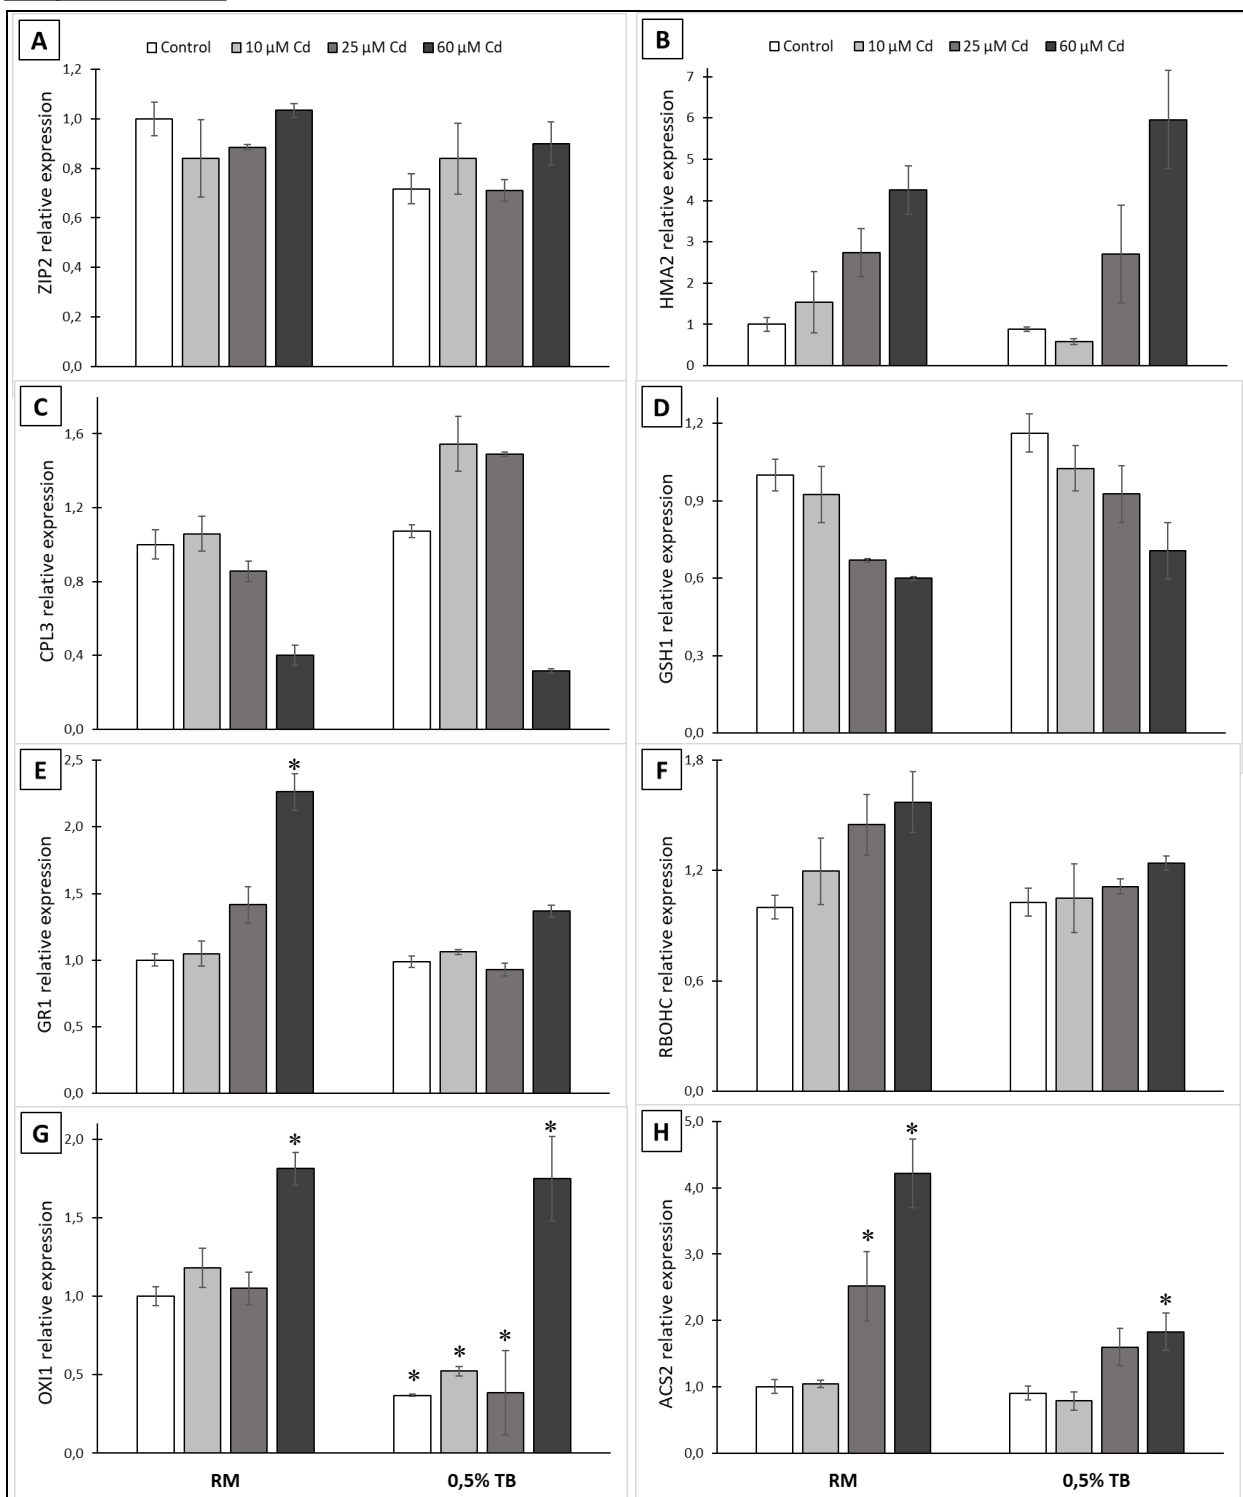 A
Control 10 µM Cd 25 µM Cd 60 µM Cd
ZIP2 relative expression
1,2
1,0
0,8
0,6
0,4
0,2
0,0
B
Control 10 µM Cd 25 µM Cd 60 µM Cd
HMA2 relative expression
7
6
5
4
3
2
1
0
C
CPL3 relative expression
1,6
1,2
0,8
0,4
0,0
D
GSH1 relative expression
1,2
0,9
0,6
0,3
0,0
E
GR1 relative expression
2,5
2,0
1,5
1,0
0,5
0,0
*
F
RBOHC relative expression
1,8
1,2
0,6
0,0
G
OXI1 relative expression
2,0
1,5
1,0
0,5
0,0
*
*
*
*
*
RM 0,5% TB
H
ACS2 relative expression
5,0
4,0
3,0
2,0
1,0
0,0
*
*
*
RM 0,5% TB